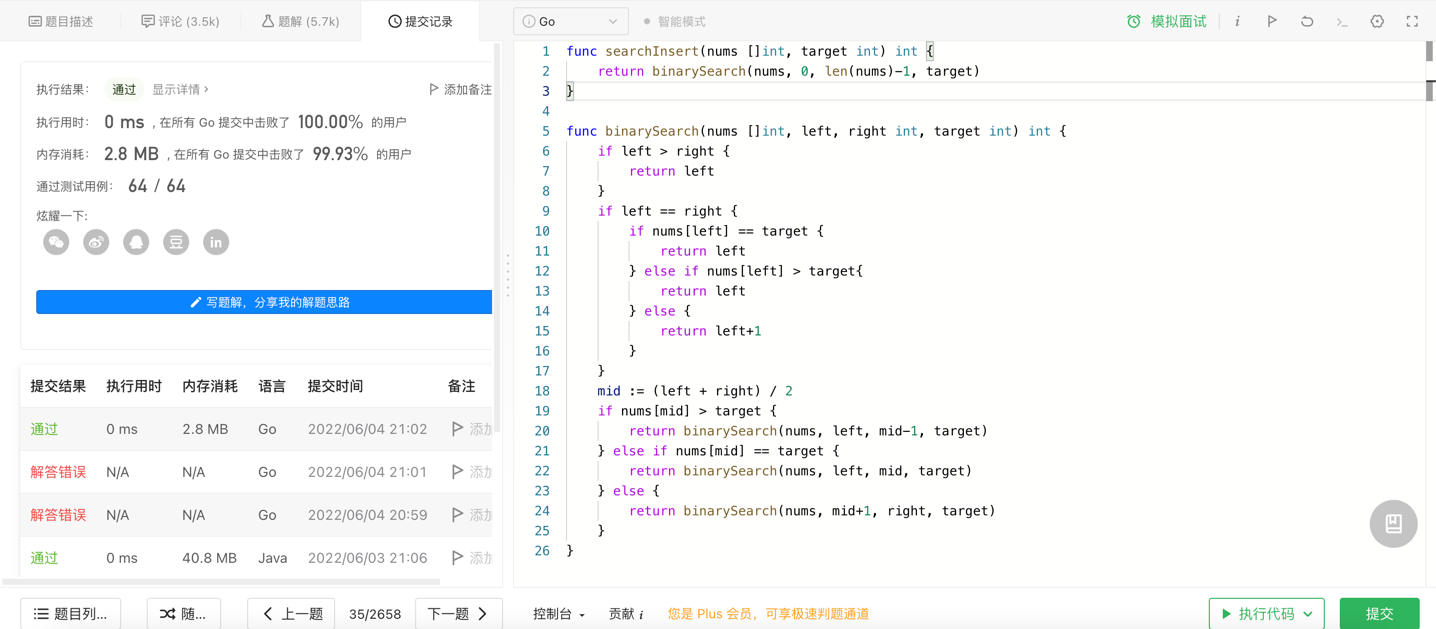 题目描述 评论 (3.5k) 题解 (5.7k) 提交记录
执行结果： 通过 显示详情 › 添加备注
执行用时： 0 ms ，在所有 Go 提交中击败了 100.00% 的用户
内存消耗： 2.8 MB ，在所有 Go 提交中击败了 99.93% 的用户
通过测试用例： 64 / 64
炫耀一下:
豆 in
写题解，分享我的解题思路
提交结果 执行用时 内存消耗 语言 提交时间 备注
通过 0 ms 2.8 MB Go 2022/06/04 21:02 添加
解答错误 N/A N/A Go 2022/06/04 21:01 添加
解答错误 N/A N/A Go 2022/06/04 20:59 添加
通过 0 ms 40.8 MB Java 2022/06/03 21:06 添加
题目列... 随... 上一题 35/2658 下一题
Go 智能模式 模拟面试 i
1 func searchInsert(nums []int, target int) int {
2     return binarySearch(nums, 0, len(nums)-1, target)
3 }
4
5 func binarySearch(nums []int, left, right int, target int) int {
6     if left > right {
7         return left
8     }
9     if left == right {
10         if nums[left] == target {
11             return left
12         } else if nums[left] > target{
13             return left
14         } else {
15             return left+1
16         }
17     }
18     mid := (left + right) / 2
19     if nums[mid] > target {
20         return binarySearch(nums, left, mid-1, target)
21     } else if nums[mid] == target {
22         return binarySearch(nums, left, mid, target)
23     } else {
24         return binarySearch(nums, mid+1, right, target)
25     }
26 }
控制台 贡献 i 您是 Plus 会员，可享极速判题通道 执行代码 提交